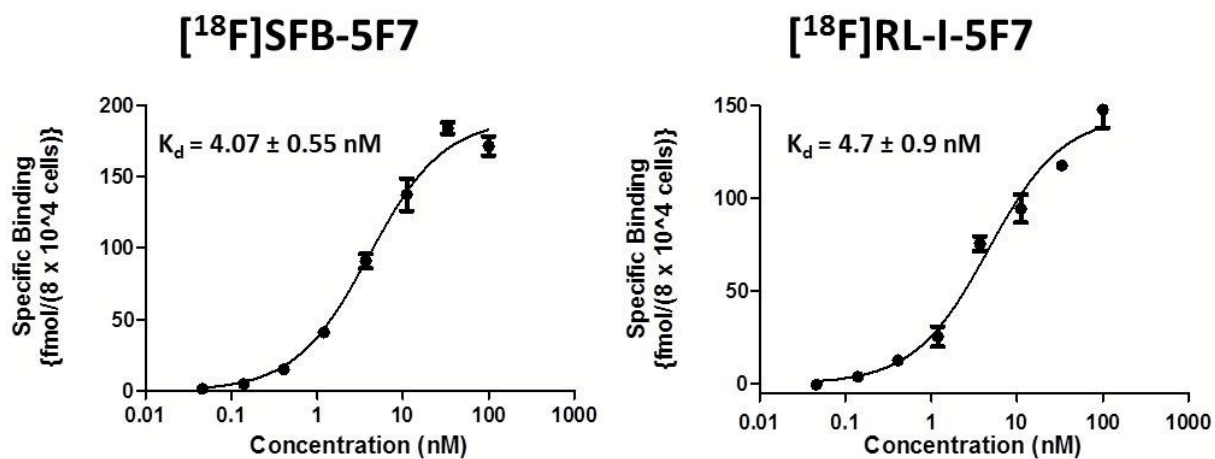 [¹⁸F]SFB-5F7
200
150
100
50
0
K_d = 4.07 ± 0.55 nM
Specific Binding
{fmol/(8 x 10^4 cells)}
0.01 0.1 1 10 100 1000
Concentration (nM)
[¹⁸F]RL-I-5F7
150
100
50
0
K_d = 4.7 ± 0.9 nM
Specific Binding
{fmol/(8 x 10^4 cells)}
0.01 0.1 1 10 100 1000
Concentration (nM)